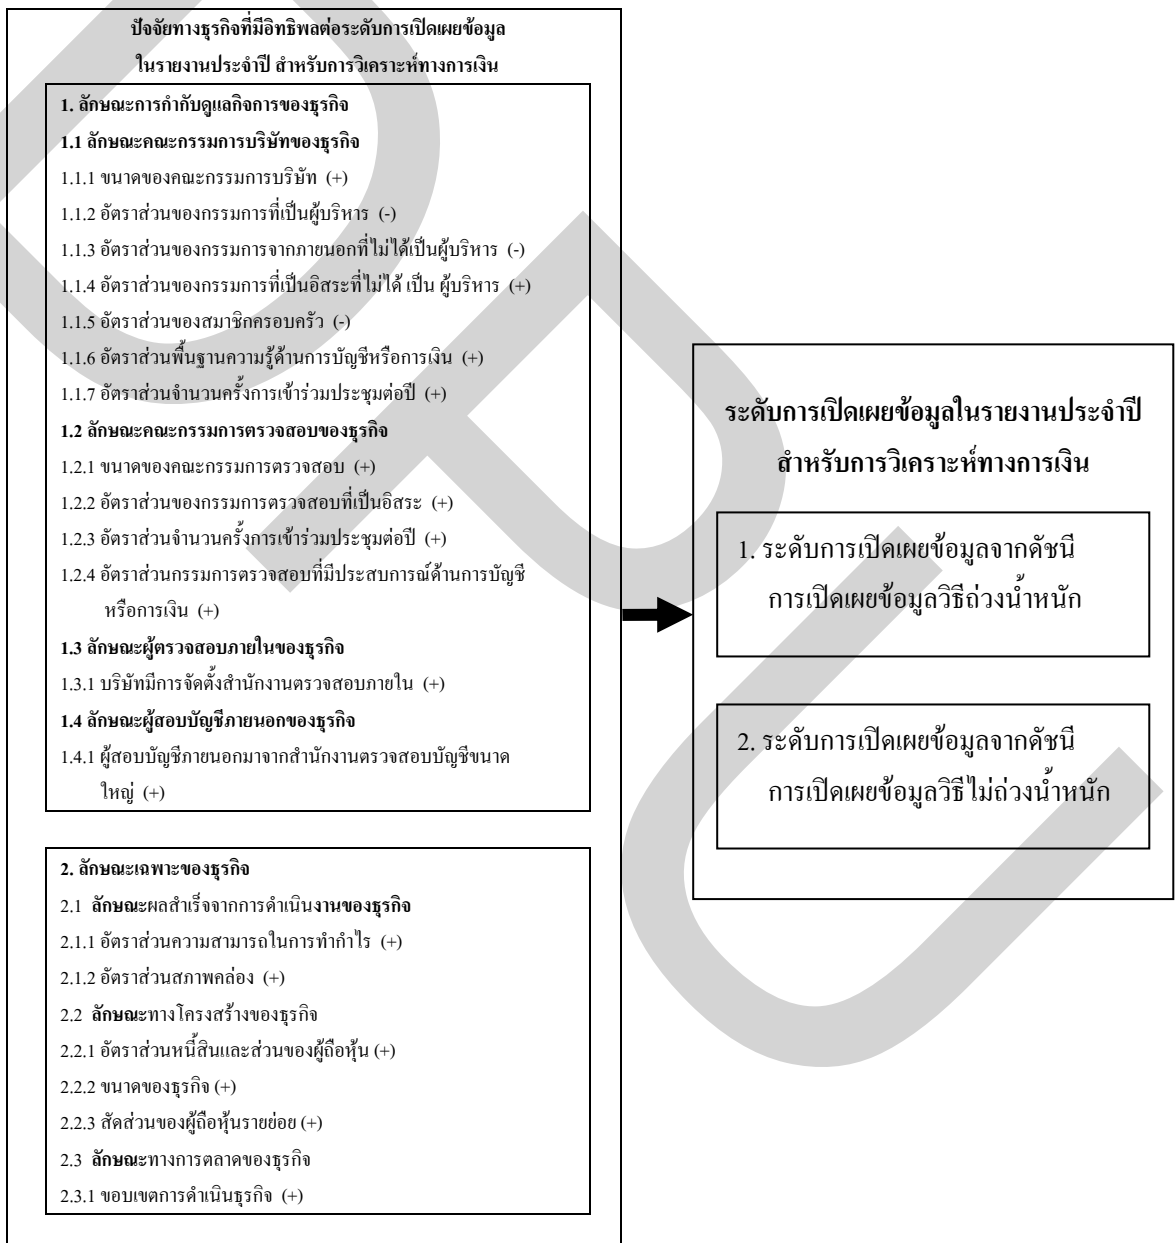 ปัจจัยทางธุรกิจที่มีอิทธิพลต่อระดับการเปิดเผยข้อมูล
ในรายงานประจำปี สำหรับการวิเคราะห์ทางการเงิน
1. ลักษณะการกำกับดูแลกิจการของธุรกิจ
1.1 ลักษณะคณะกรรมการบริษัทของธุรกิจ
1.1.1 ขนาดของคณะกรรมการบริษัท (+)
1.1.2 อัตราส่วนของกรรมการที่เป็นผู้บริหาร (-)
1.1.3 อัตราส่วนของกรรมการจากภายนอกที่ไม่ได้เป็นผู้บริหาร (-)
1.1.4 อัตราส่วนของกรรมการที่เป็นอิสระที่ไม่ได้ เป็น ผู้บริหาร (+)
1.1.5 อัตราส่วนของสมาชิกครอบครัว (-)
1.1.6 อัตราส่วนพื้นฐานความรู้ด้านการบัญชีหรือการเงิน (+)
1.1.7 อัตราส่วนจำนวนครั้งการเข้าร่วมประชุมต่อปี (+)
1.2 ลักษณะคณะกรรมการตรวจสอบของธุรกิจ
1.2.1 ขนาดของคณะกรรมการตรวจสอบ (+)
1.2.2 อัตราส่วนของกรรมการตรวจสอบที่เป็นอิสระ (+)
1.2.3 อัตราส่วนจำนวนครั้งการเข้าร่วมประชุมต่อปี (+)
1.2.4 อัตราส่วนกรรมการตรวจสอบที่มีประสบการณ์ด้านการบัญชี
หรือการเงิน (+)
1.3 ลักษณะผู้ตรวจสอบภายในของธุรกิจ
1.3.1 บริษัทมีการจัดตั้งสำนักงานตรวจสอบภายใน (+)
1.4 ลักษณะผู้สอบบัญชีภายนอกของธุรกิจ
1.4.1 ผู้สอบบัญชีภายนอกมาจากสำนักงานตรวจสอบบัญชีขนาด
ใหญ่ (+)
2. ลักษณะเฉพาะของธุรกิจ
2.1 ลักษณะผลสำเร็จจากการดำเนินงานของธุรกิจ
2.1.1 อัตราส่วนความสามารถในการทำกำไร (+)
2.1.2 อัตราส่วนสภาพคล่อง (+)
2.2 ลักษณะทางโครงสร้างของธุรกิจ
2.2.1 อัตราส่วนหนี้สินและส่วนของผู้ถือหุ้น (+)
2.2.2 ขนาดของธุรกิจ (+)
2.2.3 สัดส่วนของผู้ถือหุ้นรายย่อย (+)
2.3 ลักษณะทางการตลาดของธุรกิจ
2.3.1 ขอบเขตการดำเนินธุรกิจ (+)
ระดับการเปิดเผยข้อมูลในรายงานประจำปี
สำหรับการวิเคราะห์ทางการเงิน
1. ระดับการเปิดเผยข้อมูลจากดัชนี
การเปิดเผยข้อมูลวิธีถ่วงน้ำหนัก
2. ระดับการเปิดเผยข้อมูลจากดัชนี
การเปิดเผยข้อมูลวิธีไม่ถ่วงน้ำหนัก
DPU